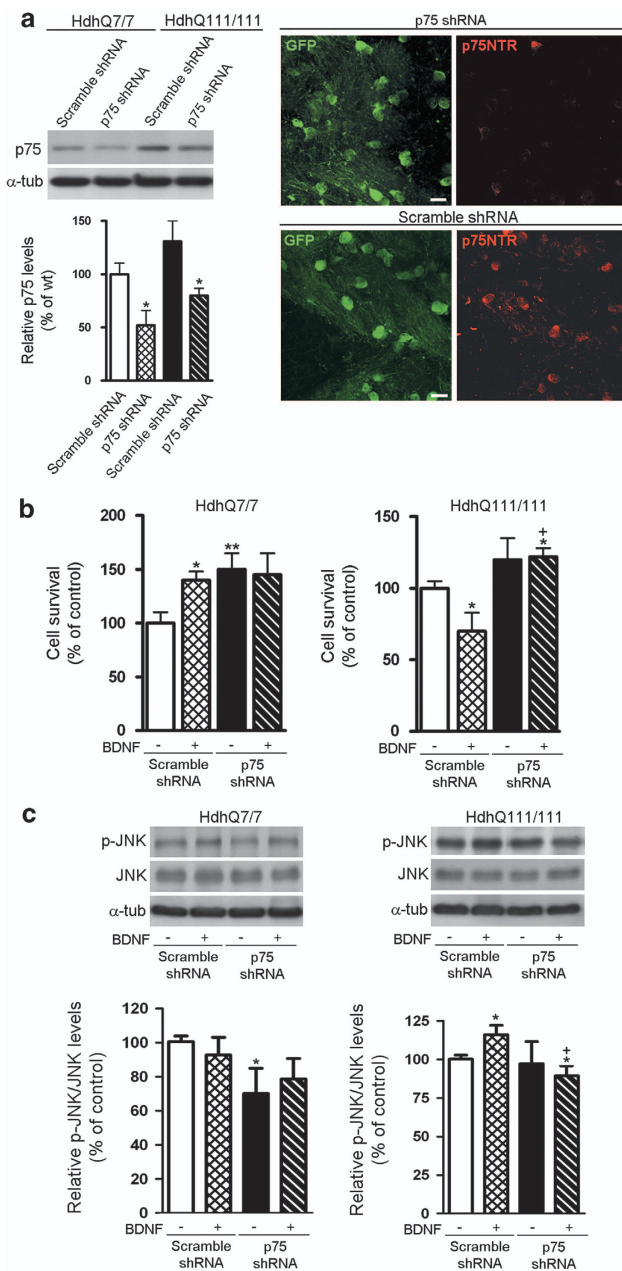 a
HdhQ7/7
HdhQ111/111
Scramble shRNA
p75 shRNA
Scramble shRNA
p75 shRNA
p75
α-tub
Relative p75 levels
(% of wt)
150
100
50
0
*
*
Scramble shRNA
p75 shRNA
Scramble shRNA
p75 shRNA
p75 shRNA
GFP
p75NTR
Scramble shRNA
GFP
p75NTR
b
HdhQ7/7
Cell survival
(% of control)
200
150
100
50
0
*
**
BDNF - + - +
Scramble
shRNA
p75
shRNA
HdhQ111/111
Cell survival
(% of control)
150
100
50
0
*
+
*
BDNF - + - +
Scramble
shRNA
p75
shRNA
c
HdhQ7/7
p-JNK
JNK
α-tub
BDNF - + - +
Scramble
shRNA
p75
shRNA
HdhQ111/111
p-JNK
JNK
α-tub
BDNF - + - +
Scramble
shRNA
p75
shRNA
Relative p-JNK/JNK levels
(% of control)
120
100
80
60
40
20
0
*
BDNF - + - +
Scramble
shRNA
p75
shRNA
Relative p-JNK/JNK levels
(% of control)
125
100
75
50
25
0
*
+
*
BDNF - + - +
Scramble
shRNA
p75
shRNA